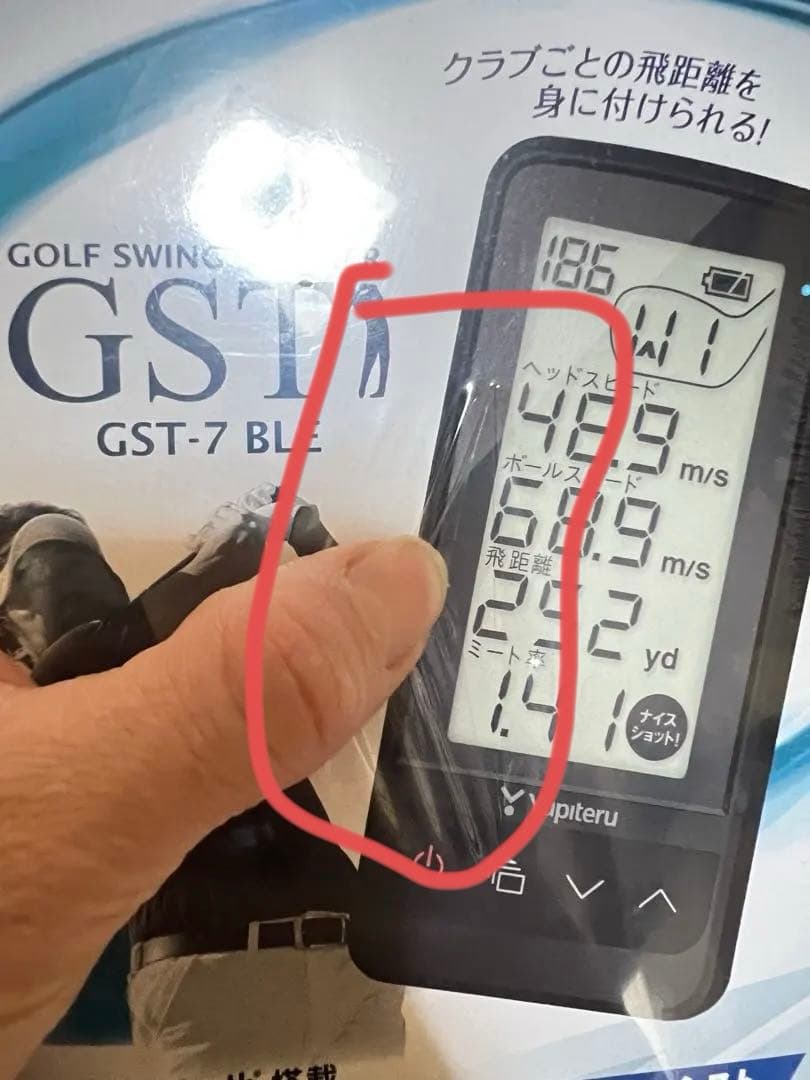 クラブごとの飛距離を
身に付けられる!
GOLF SWING
GST
GST-7 BLE
186
W1
ヘッドスピード
48.9 m/s
ボールスピード
68.9 m/s
飛距離
252 yd
ミート率
1.41
ナイス
ショット!
Yupiteru
搭載